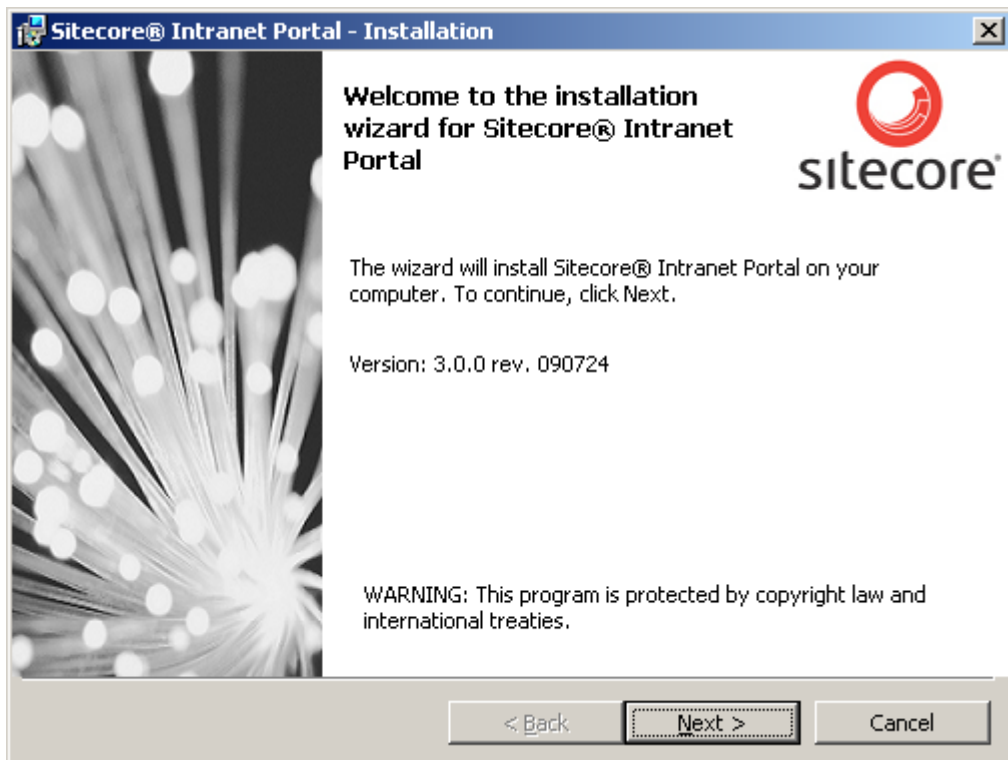 Sitecore® Intranet Portal - Installation
Welcome to the installation
wizard for Sitecore® Intranet
Portal
sitecore
The wizard will install Sitecore® Intranet Portal on your
computer. To continue, click Next.
Version: 3.0.0 rev. 090724
WARNING: This program is protected by copyright law and
international treaties.
< Back Next > Cancel